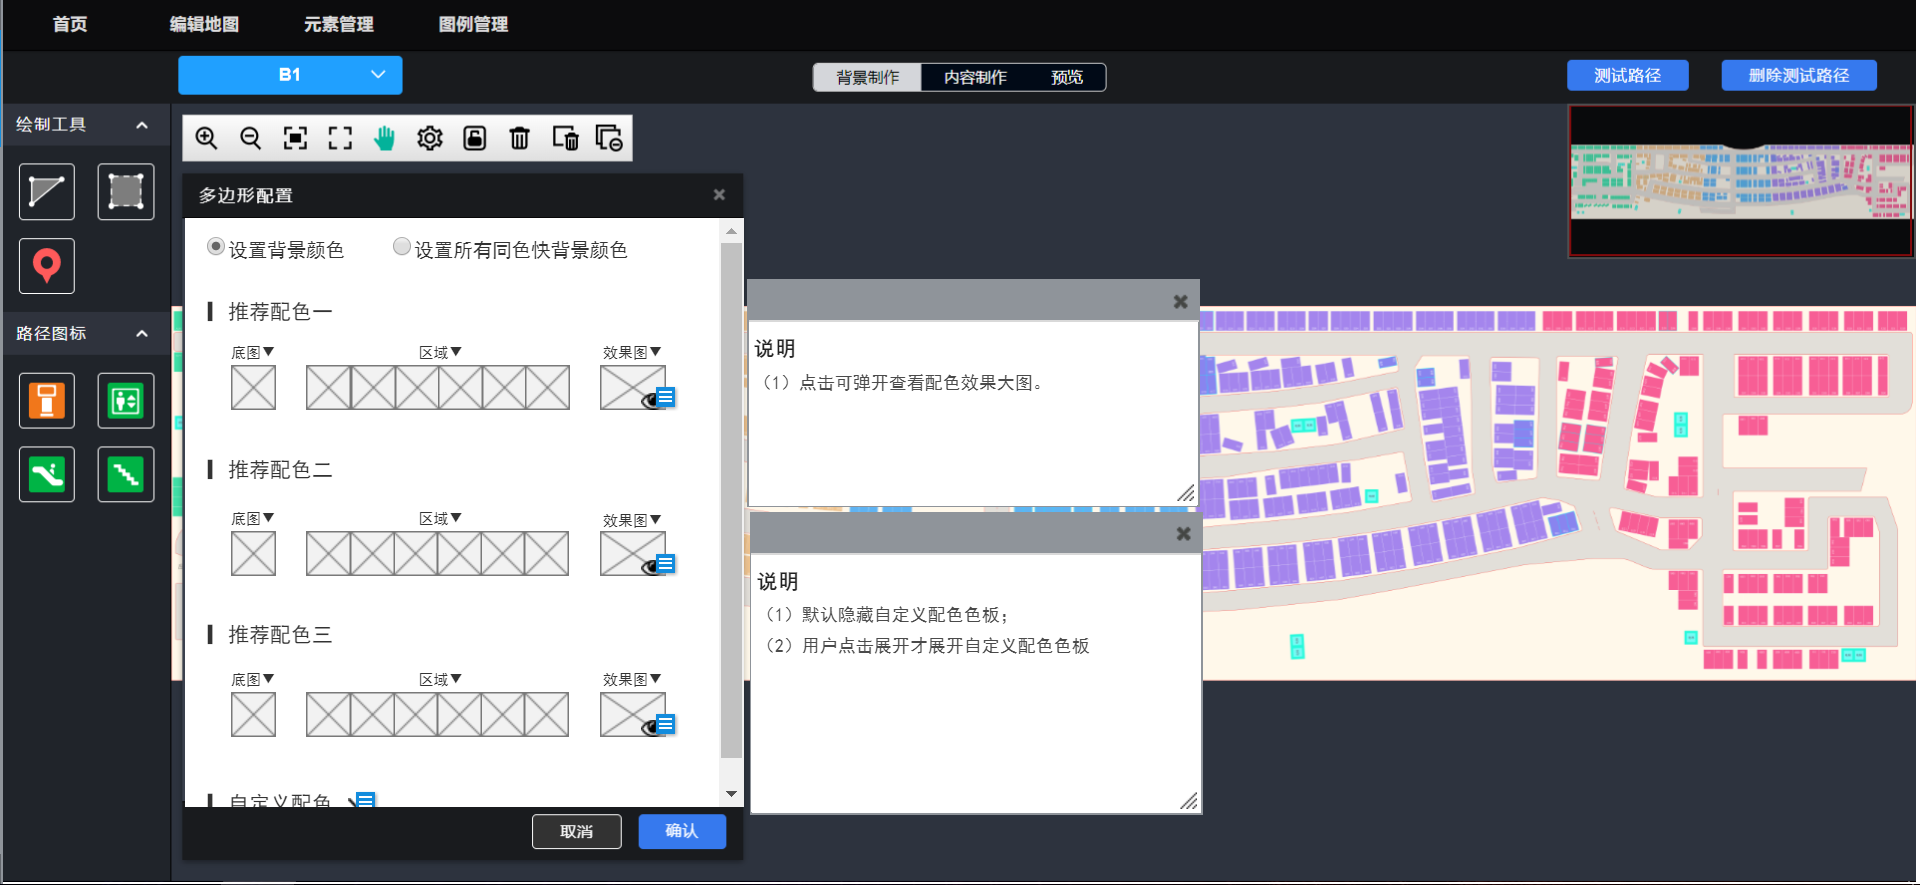 首页 编辑地图 元素管理 图例管理
B1 背景制作 内容制作 预览 测试路径 删除测试路径
绘制工具
路径图标
多边形配置
设置背景颜色 设置所有同色快背景颜色
推荐配色一
底图▼ 区域▼ 效果图▼
推荐配色二
底图▼ 区域▼ 效果图▼
推荐配色三
底图▼ 区域▼ 效果图▼
自定义配色
取消 确认
说明
（1）点击可弹开查看配色效果大图。
说明
（1）默认隐藏自定义配色色板；
（2）用户点击展开才展开自定义配色色板